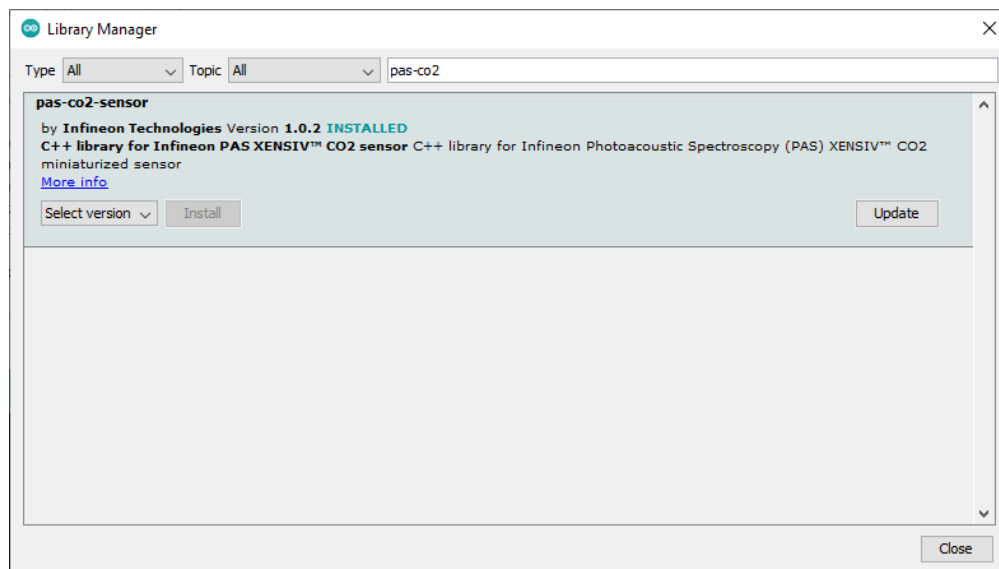 Library Manager
Type All Topic All pas-co2
pas-co2-sensor
by Infineon Technologies Version 1.0.2 INSTALLED
C++ library for Infineon PAS XENSIV™ CO2 sensor C++ library for Infineon Photoacoustic Spectroscopy (PAS) XENSIV™ CO2
miniaturized sensor
More info
Select version Install Update
Close